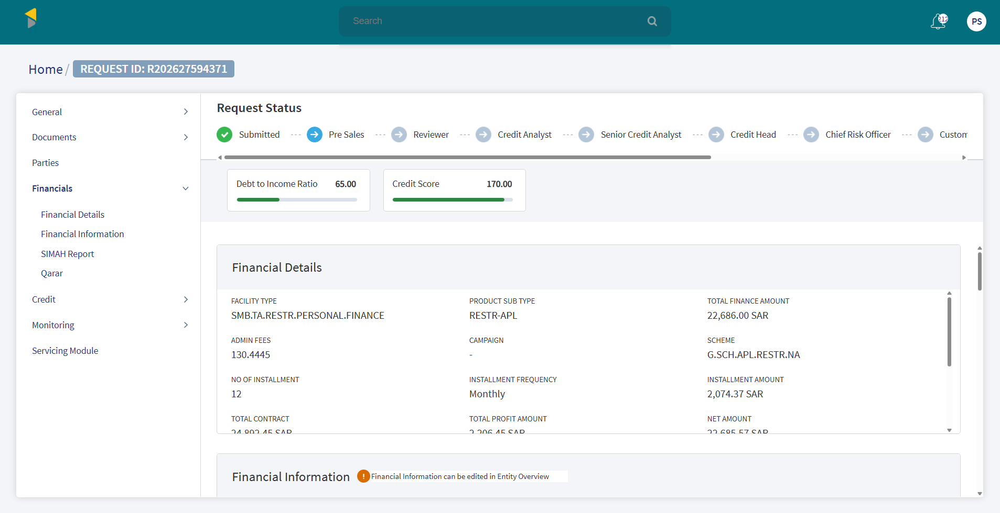 Search
212
PS
Home / REQUEST ID: R202627594371
General
Documents
Parties
Financials
Financial Details
Financial Information
SIMAH Report
Qarar
Credit
Monitoring
Servicing Module
Request Status
Submitted
Pre Sales
Reviewer
Credit Analyst
Senior Credit Analyst
Credit Head
Chief Risk Officer
Custom
Debt to Income Ratio 65.00
Credit Score 170.00
Financial Details
FACILITY TYPE
SMB.TA.RESTR.PERSONAL.FINANCE
PRODUCT SUB TYPE
RESTR-APL
TOTAL FINANCE AMOUNT
22,686.00 SAR
ADMIN FEES
130.4445
CAMPAIGN
-
SCHEME
G.SCH.APL.RESTR.NA
NO OF INSTALLMENT
12
INSTALLMENT FREQUENCY
Monthly
INSTALLMENT AMOUNT
2,074.37 SAR
TOTAL CONTRACT
24,892.45 SAR
TOTAL PROFIT AMOUNT
2,206.45 SAR
NET AMOUNT
22,685.57 SAR
Financial Information
Financial Information can be edited in Entity Overview